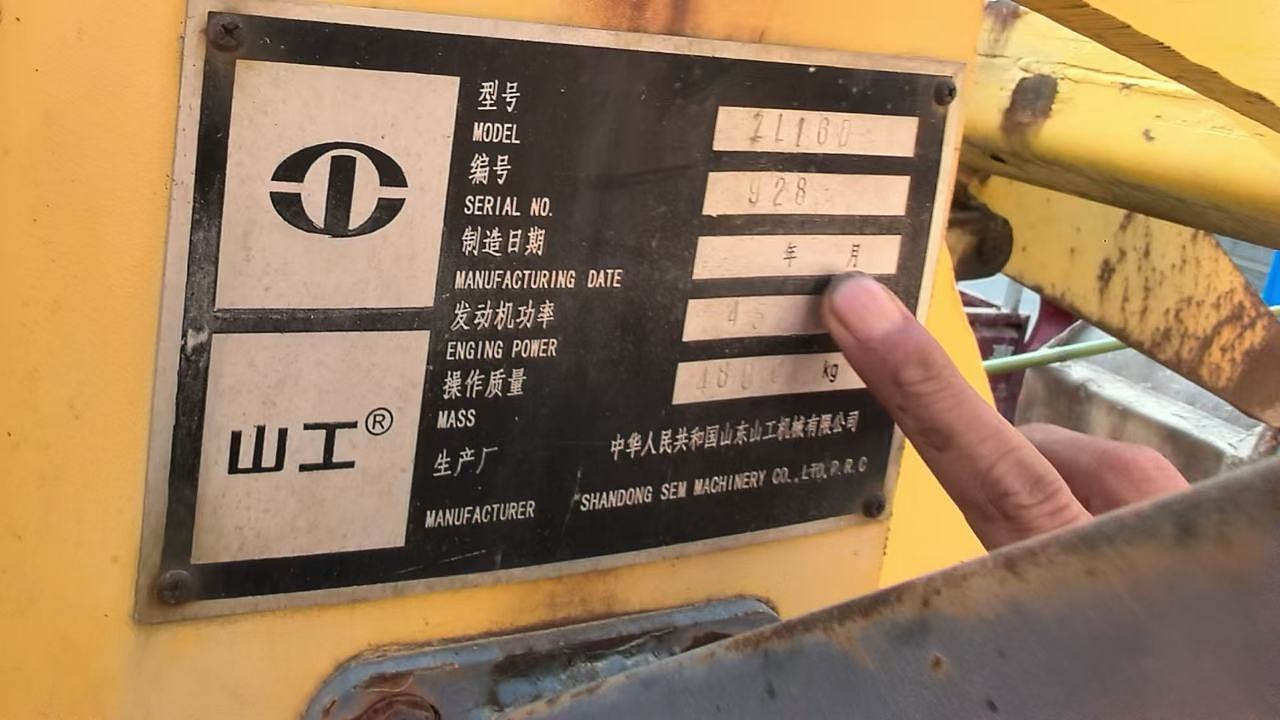 型号
MODEL
编号
SERIAL NO.
928
制造日期
年 月
MANUFACTURING DATE
发动机功率
45
ENGING POWER
操作质量
kg
MASS
生产厂
中华人民共和国山东山工机械有限公司
MANUFACTURER
SHANDONG SEM MACHINERY CO.,LTD,P.R.C
山工®